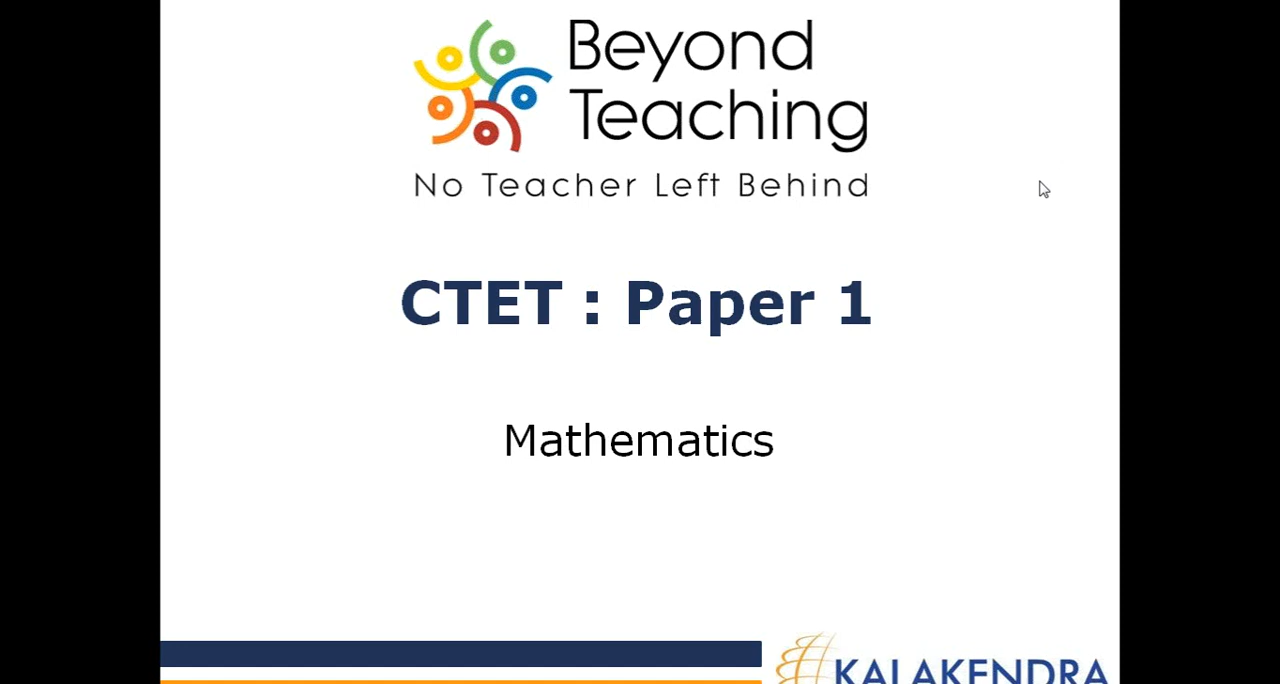 Beyond
Teaching
No Teacher Left Behind
CTET : Paper 1
Mathematics
KALAKENDRA